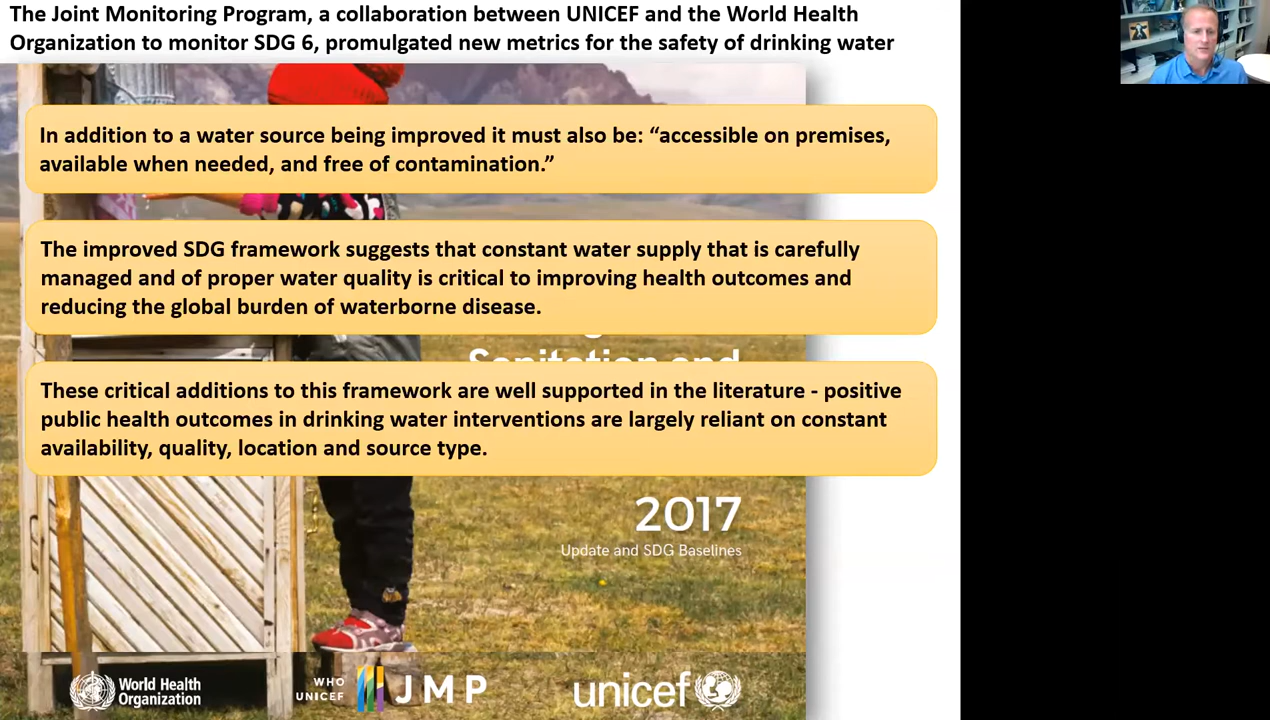 The Joint Monitoring Program, a collaboration between UNICEF and the World Health
Organization to monitor SDG 6, promulgated new metrics for the safety of drinking water
In addition to a water source being improved it must also be: “accessible on premises,
available when needed, and free of contamination.”
The improved SDG framework suggests that constant water supply that is carefully
managed and of proper water quality is critical to improving health outcomes and
reducing the global burden of waterborne disease.
Sanitation and
These critical additions to this framework are well supported in the literature - positive
public health outcomes in drinking water interventions are largely reliant on constant
availability, quality, location and source type.
2017
Update and SDG Baselines
World Health
Organization
WHO
UNICEF
JMP
unicef